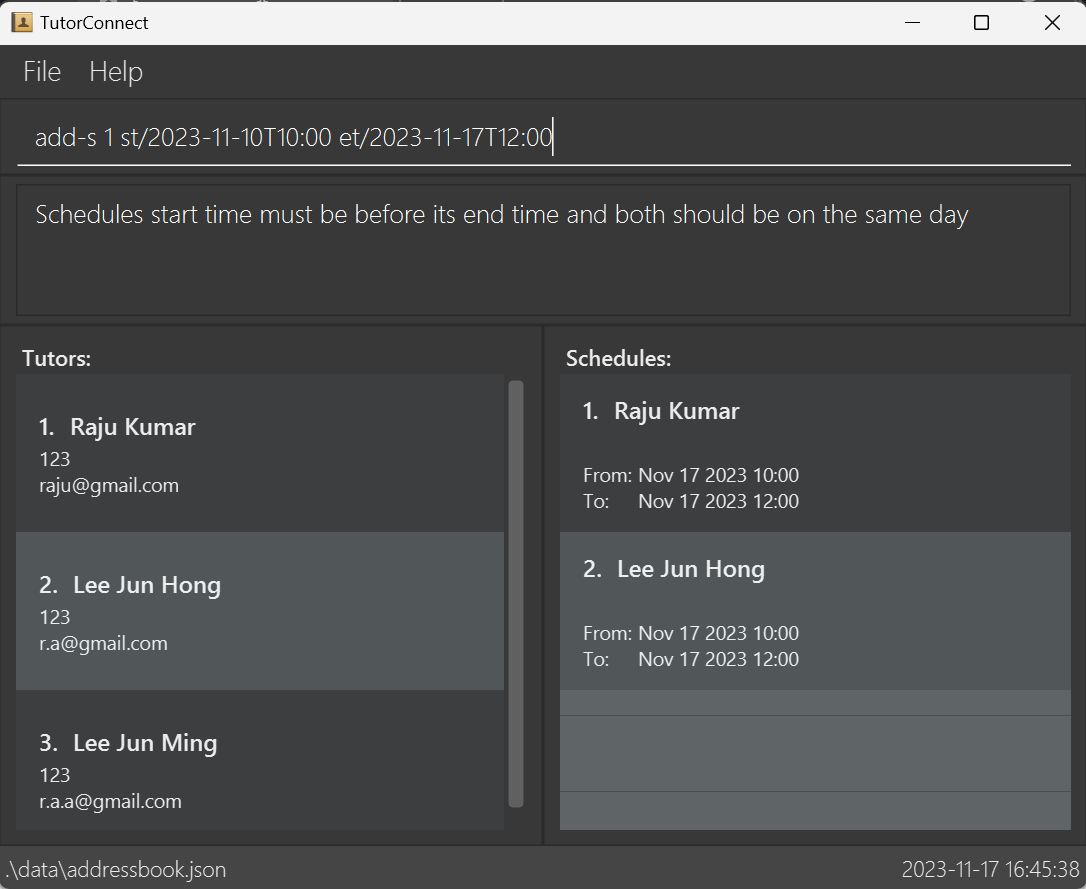 TutorConnect
File Help
add-s 1 st/2023-11-10T10:00 et/2023-11-17T12:00
Schedules start time must be before its end time and both should be on the same day
Tutors:
1. Raju Kumar
123
raju@gmail.com
2. Lee Jun Hong
123
r.a@gmail.com
3. Lee Jun Ming
123
r.a.a@gmail.com
Schedules:
1. Raju Kumar
From: Nov 17 2023 10:00
To: Nov 17 2023 12:00
2. Lee Jun Hong
From: Nov 17 2023 10:00
To: Nov 17 2023 12:00
.\data\addressbook.json
2023-11-17 16:45:38